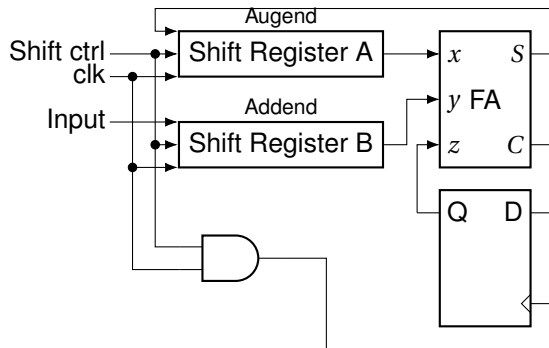 Augend
Shift ctrl
Shift Register A
x
S
clk
Addend
Input
y
FA
Shift Register B
z
C
Q
D